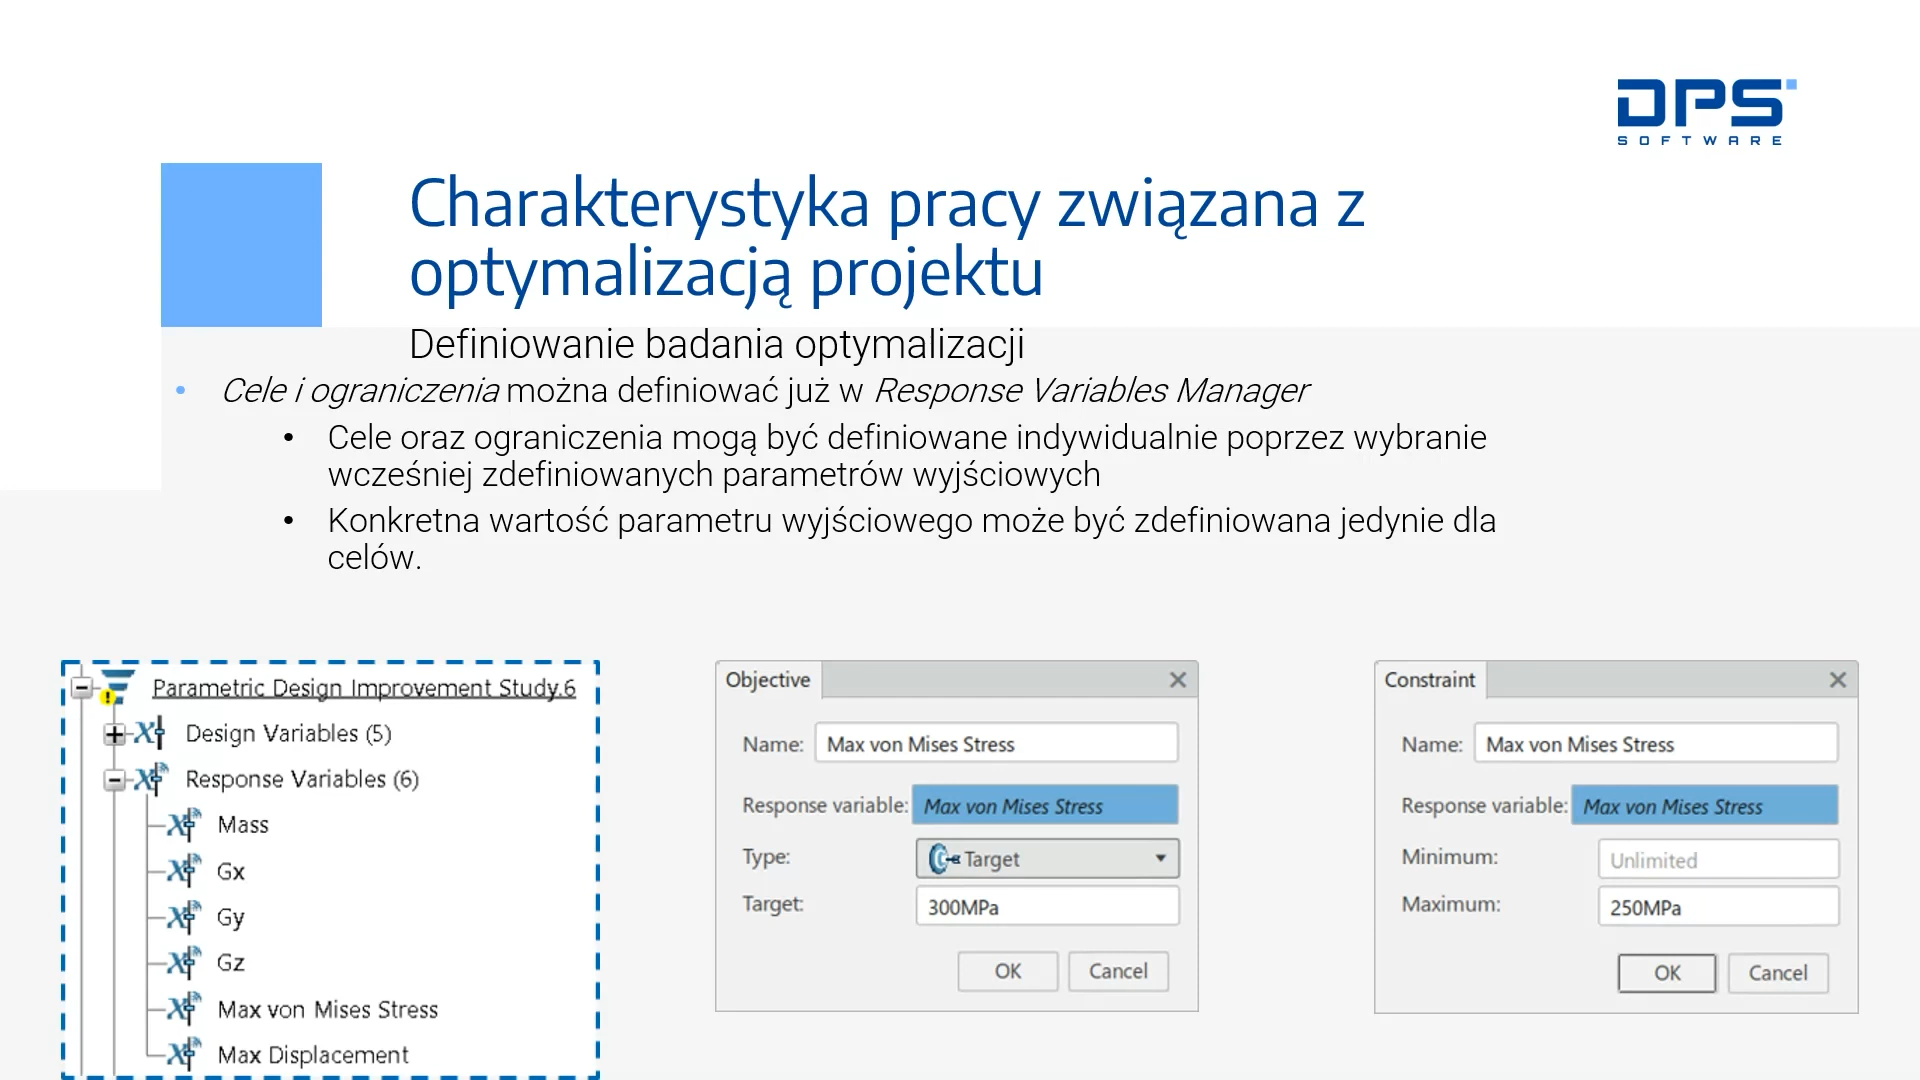 DPS
SOFTWARE
Charakterystyka pracy związana z
optymalizacją projektu
Definiowanie badania optymalizacji
• Cele i ograniczenia można definiować już w Response Variables Manager
• Cele oraz ograniczenia mogą być definiowane indywidualnie poprzez wybranie
wcześniej zdefiniowanych parametrów wyjściowych
• Konkretna wartość parametru wyjściowego może być zdefiniowana jedynie dla
celów.
Parametric Design Improvement Study.6
Design Variables (5)
Response Variables (6)
Mass
Gx
Gy
Gz
Max von Mises Stress
Max Displacement
Objective
Name: Max von Mises Stress
Response variable: Max von Mises Stress
Type: Target
Target: 300MPa
OK Cancel
Constraint
Name: Max von Mises Stress
Response variable: Max von Mises Stress
Minimum: Unlimited
Maximum: 250MPa
OK Cancel